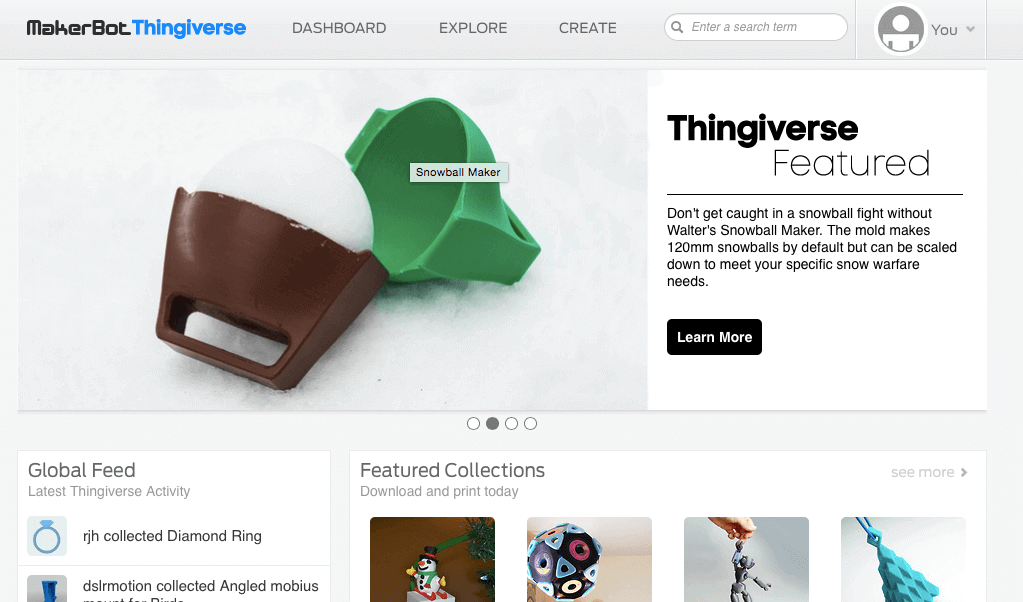 MakerBot Thingiverse
DASHBOARD
EXPLORE
CREATE
Enter a search term
You
Snowball Maker
Thingiverse
Featured
Don't get caught in a snowball fight without
Walter's Snowball Maker. The mold makes
120mm snowballs by default but can be scaled
down to meet your specific snow warfare
needs.
Learn More
Global Feed
Latest Thingiverse Activity
rjh collected Diamond Ring
dslrmotion collected Angled mobius
mount for Birds
Featured Collections
Download and print today
see more